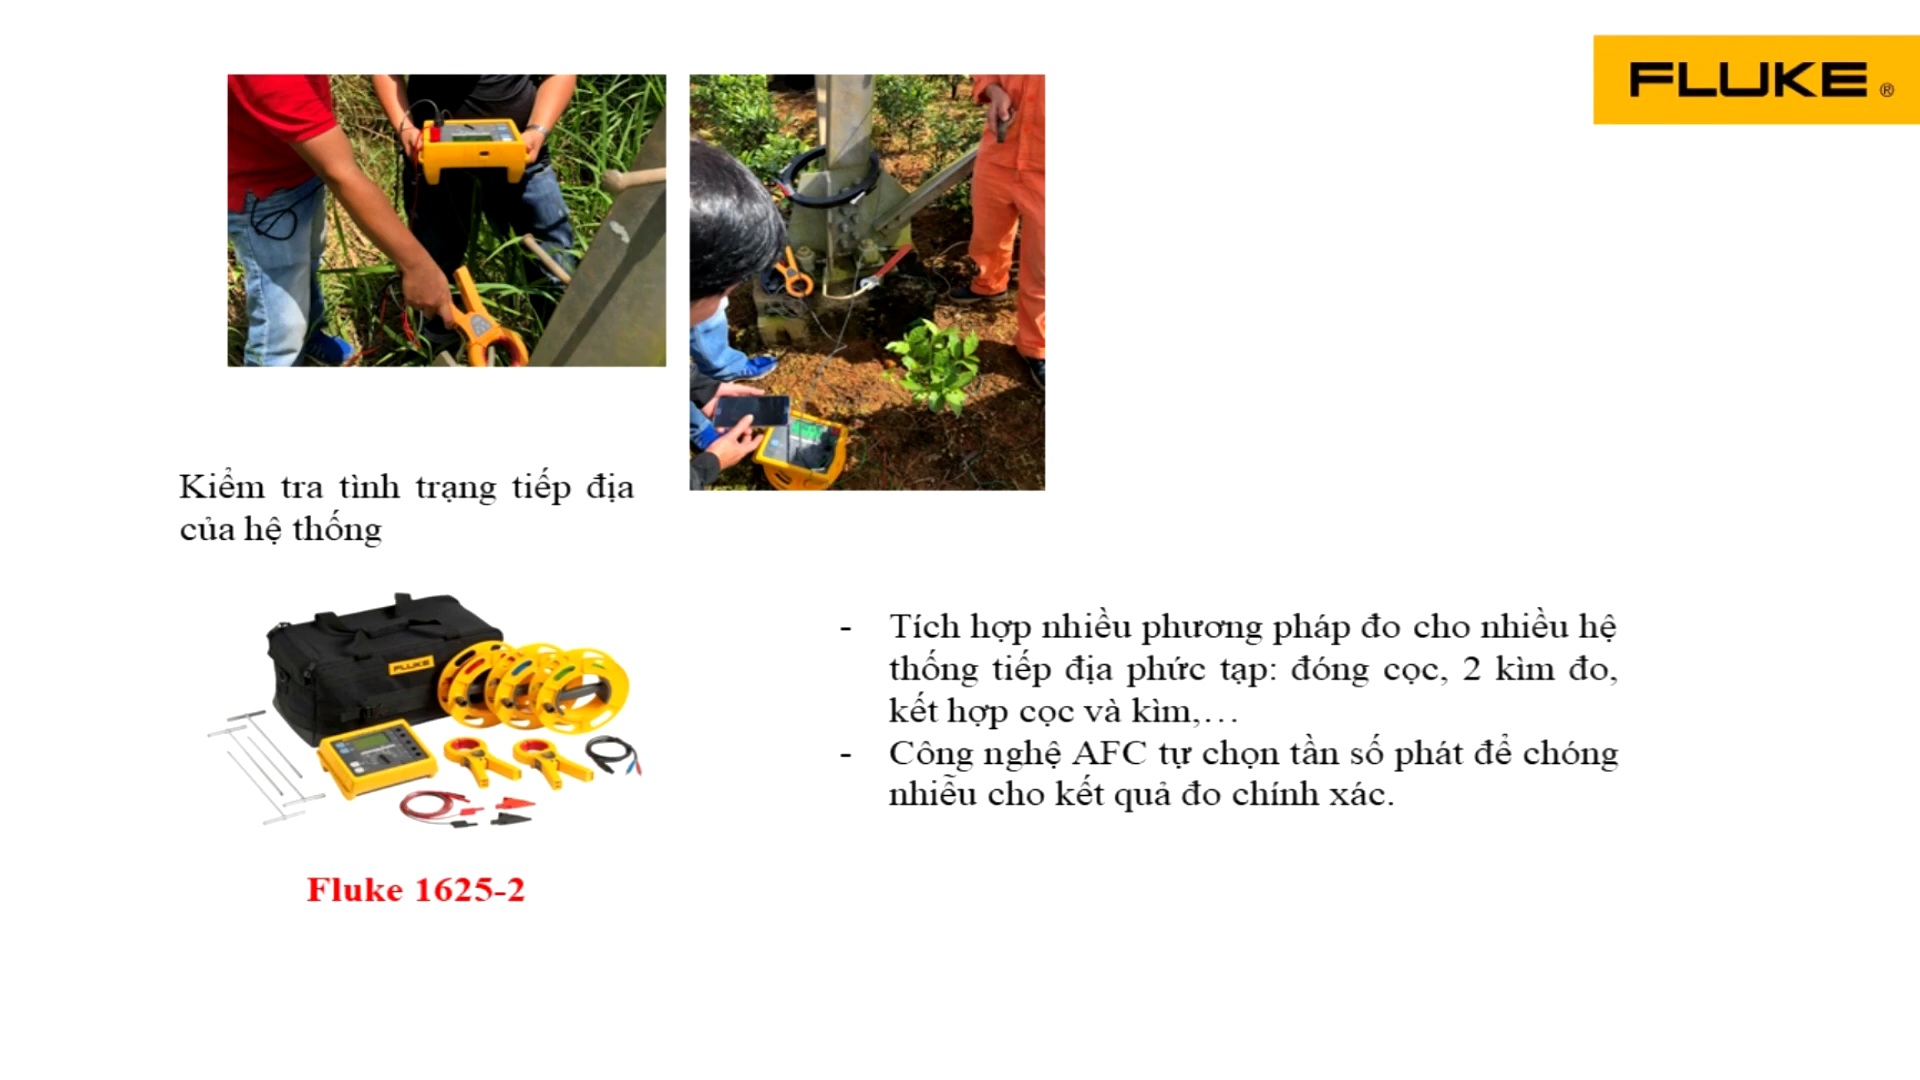 FLUKE ®
Kiểm tra tình trạng tiếp địa
của hệ thống
FLUKE
- Tích hợp nhiều phương pháp đo cho nhiều hệ
thống tiếp địa phức tạp: đóng cọc, 2 kìm đo,
kết hợp cọc và kìm,…
- Công nghệ AFC tự chọn tần số phát để chóng
nhiễu cho kết quả đo chính xác.
Fluke 1625-2